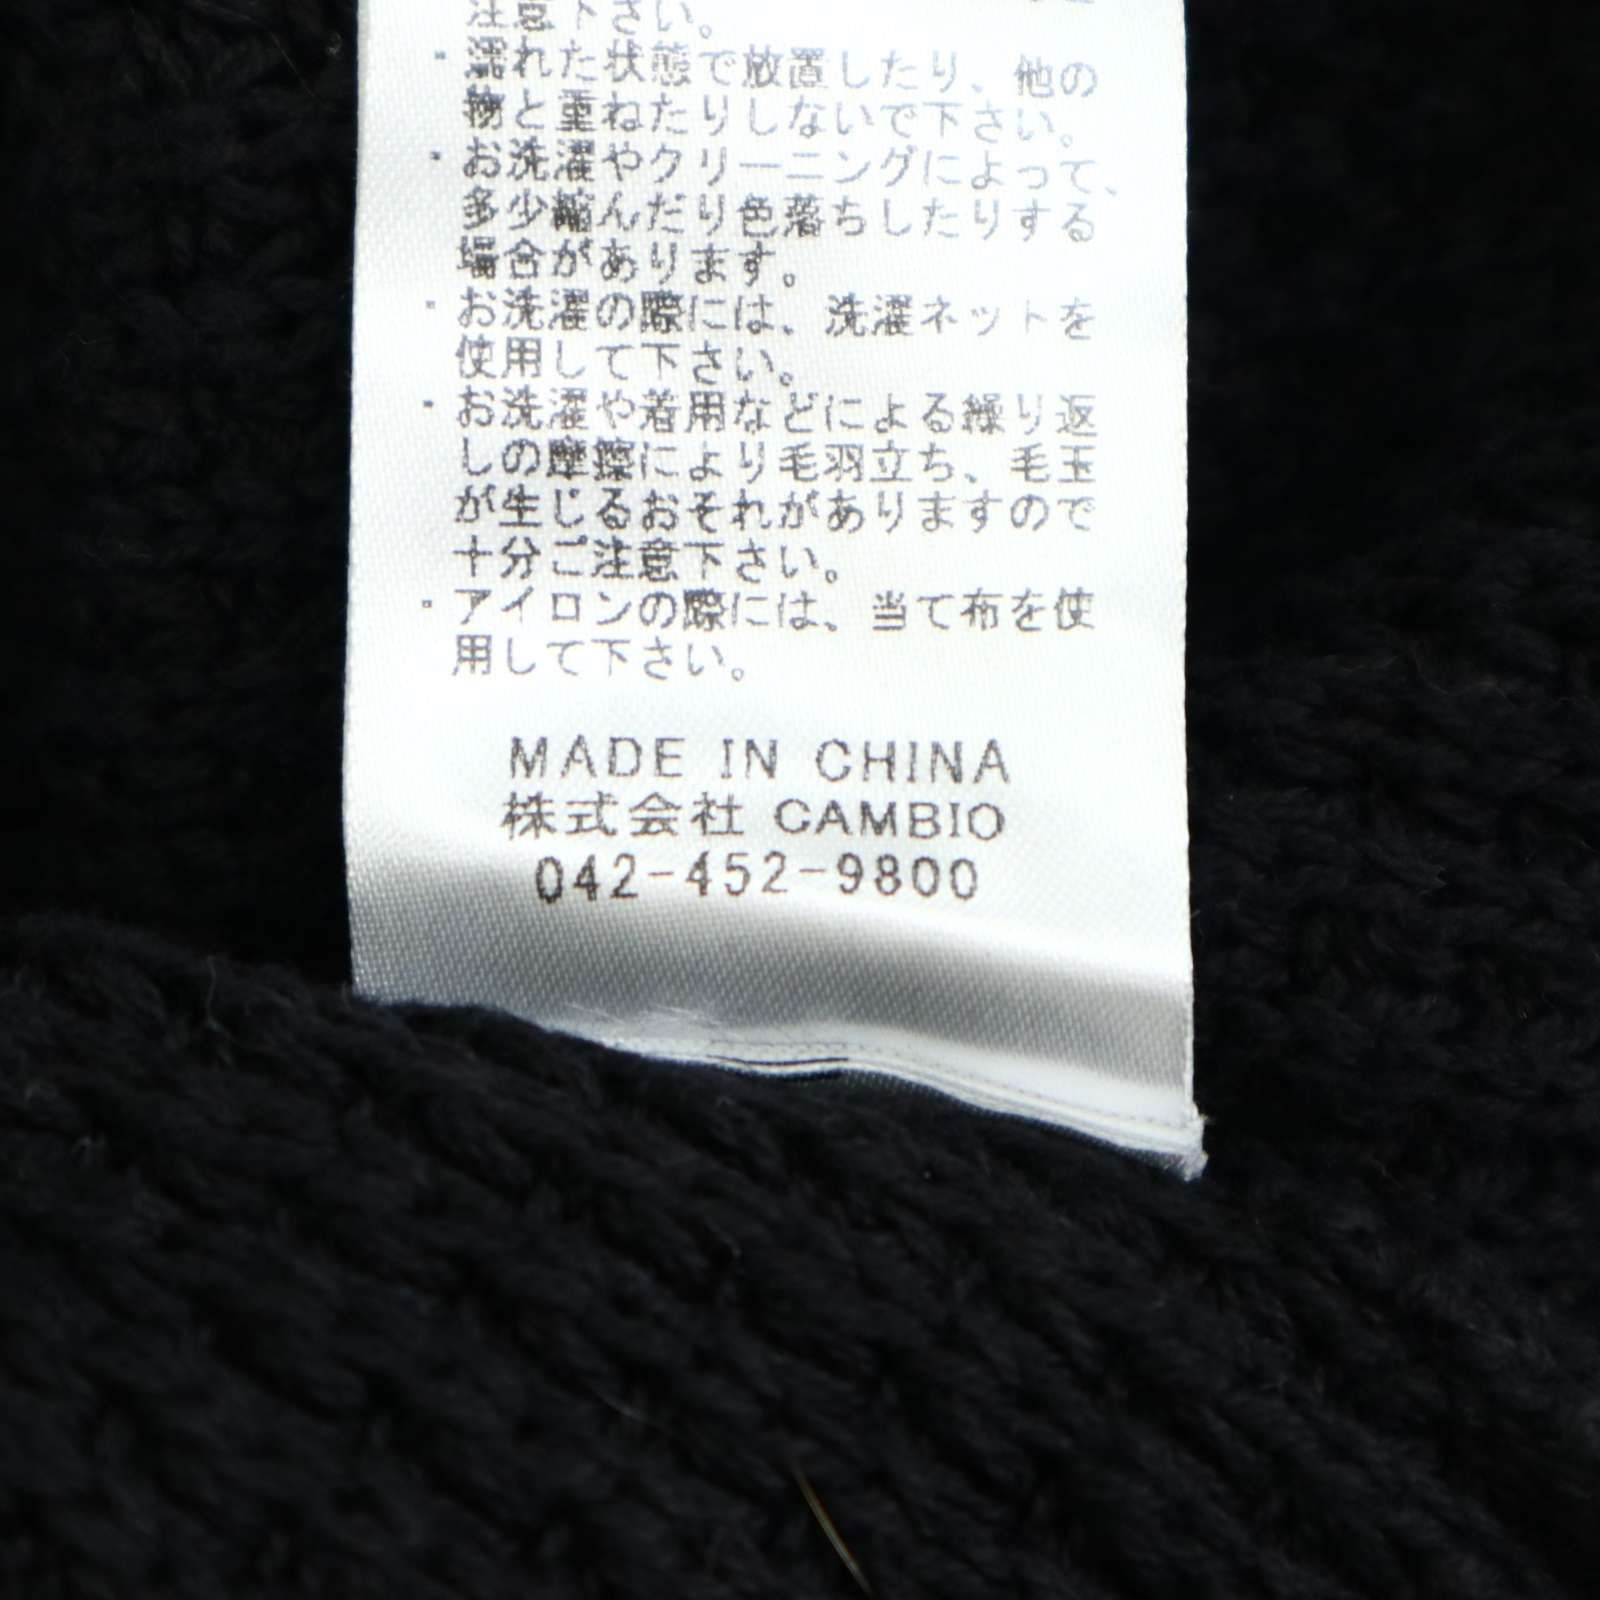 注意下さい。
・濡れた状態で放置したり、他の
物と重ねたりしないで下さい。
・お洗濯やクリーニングによって、
多少縮んだり色落ちしたりする
場合があります。
・お洗濯の際には、洗濯ネットを
使用して下さい。
・お洗濯や着用などによる繰り返
しの摩擦により毛羽立ち、毛玉
が生じるおそれがありますので
十分ご注意下さい。
・アイロンの際には、当て布を使
用して下さい。
MADE IN CHINA
株式会社 CAMBIO
042-452-9800